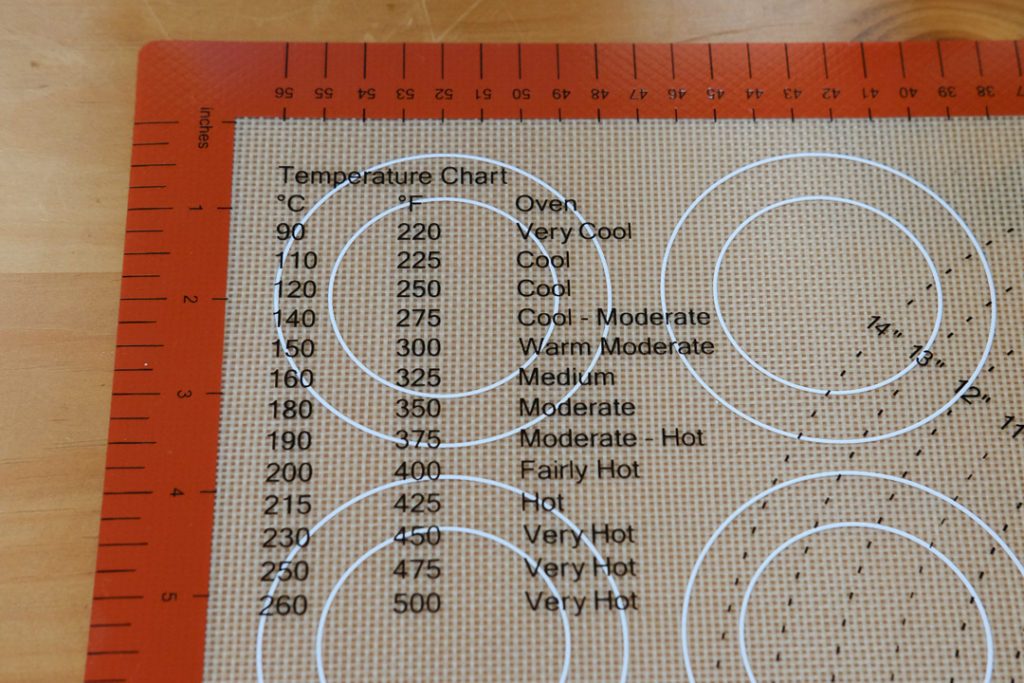 56 55 54 53 52 51 50 49 48 47 46 45 44 43 42 41 40 39 38
inches
1
2
3
4
5
Temperature Chart
°C °F Oven
90 220 Very Cool
110 225 Cool
120 250 Cool
140 275 Cool - Moderate
150 300 Warm Moderate
160 325 Medium
180 350 Moderate
190 375 Moderate - Hot
200 400 Fairly Hot
215 425 Hot
230 450 Very Hot
250 475 Very Hot
260 500 Very Hot
14" 13" 12" 11